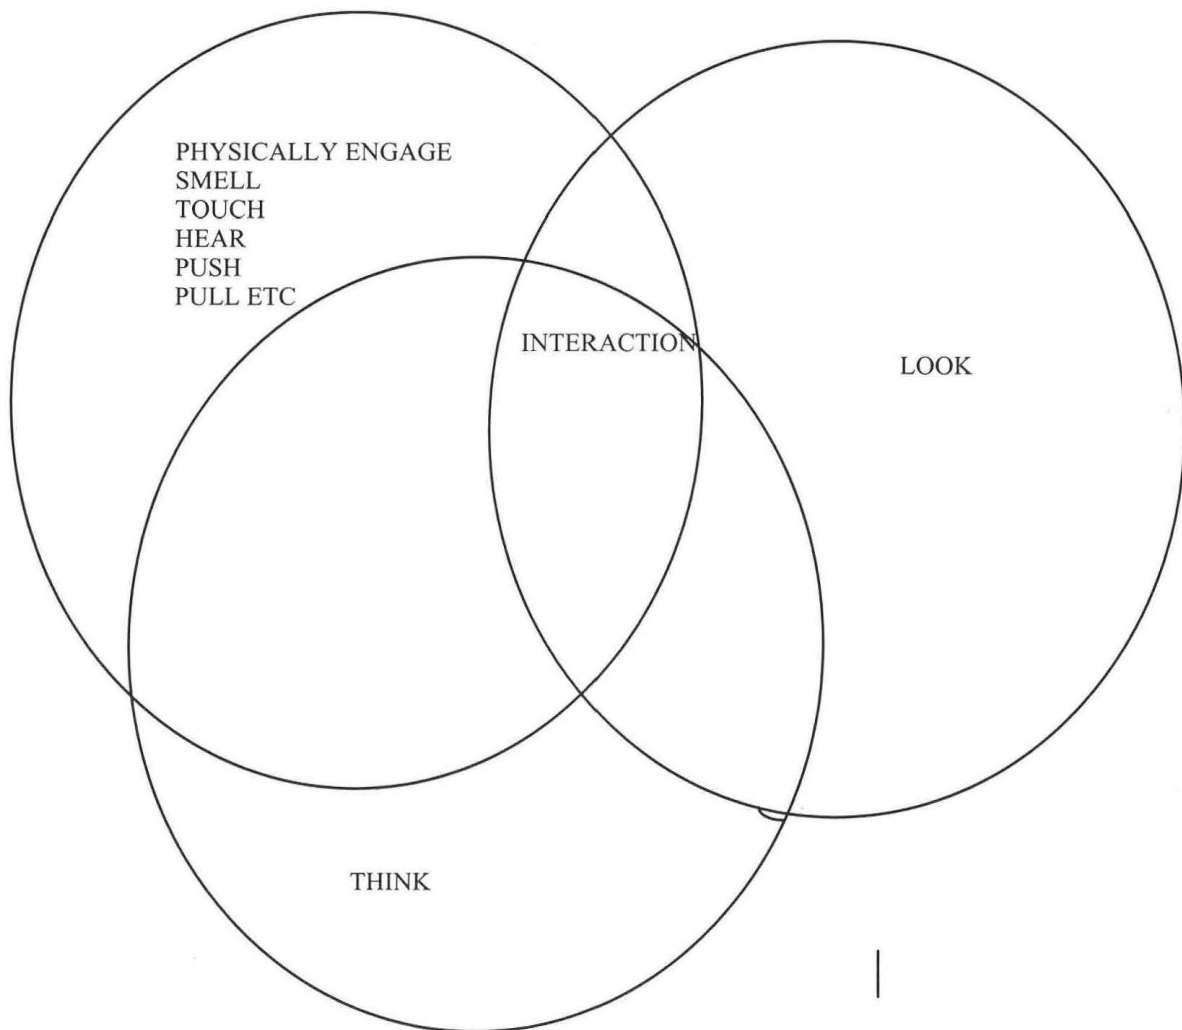 PHYSICALLY ENGAGE
SMELL
TOUCH
HEAR
PUSH
PULL ETC
INTERACTION
LOOK
THINK